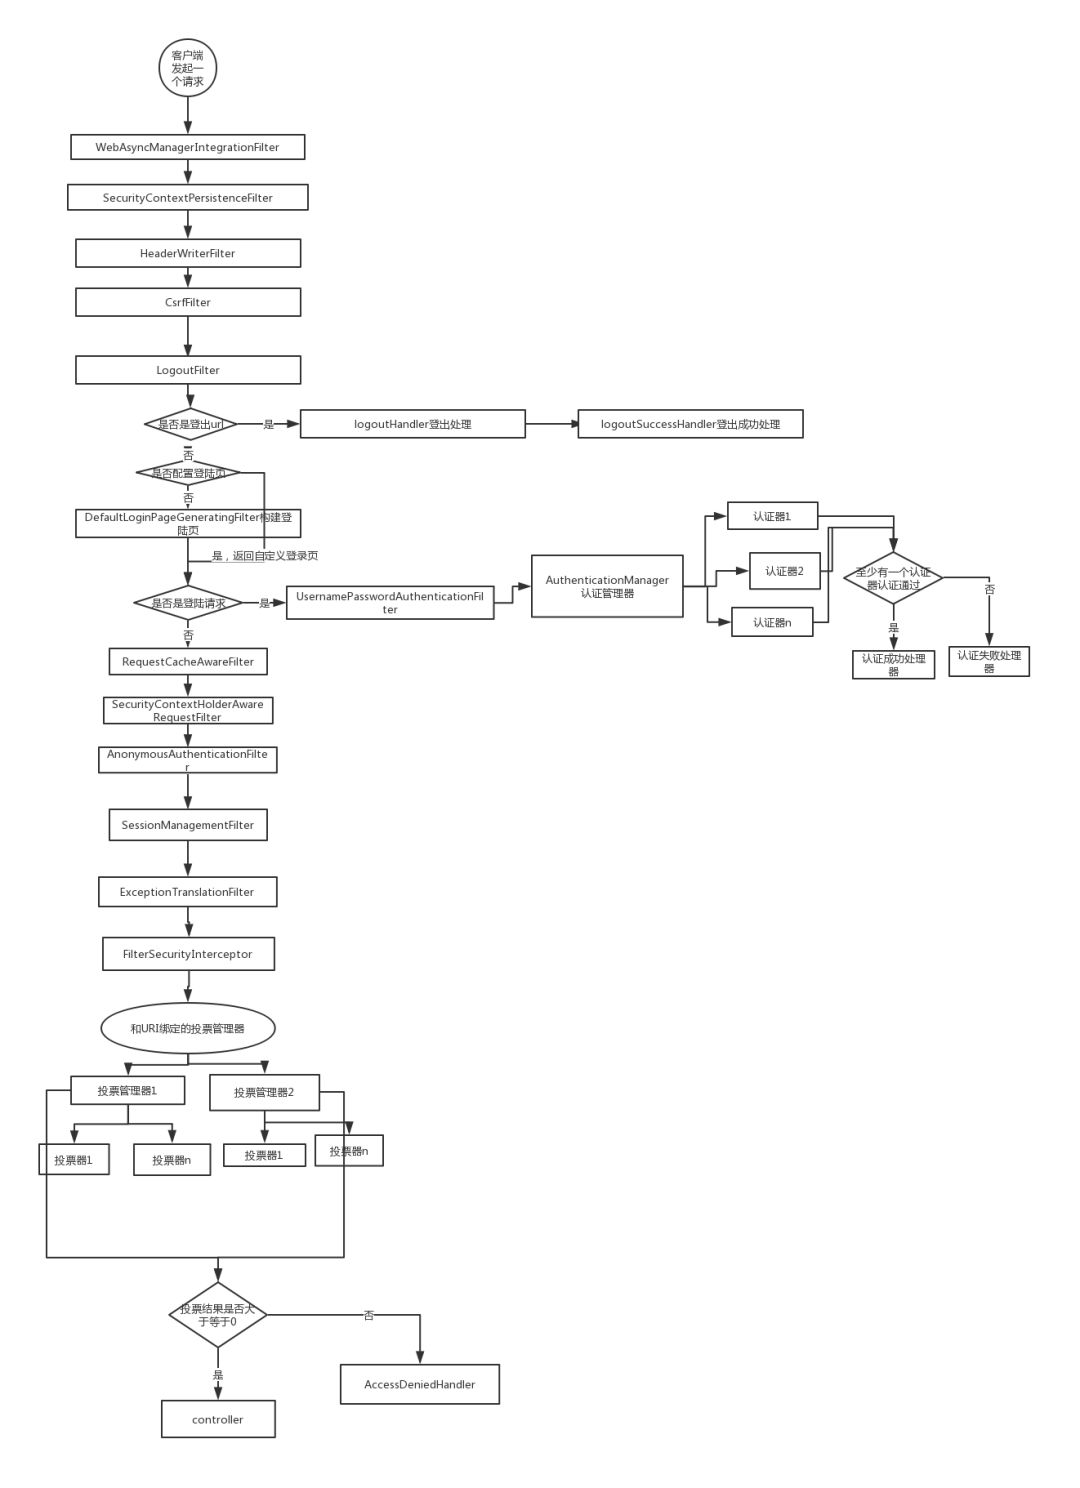 客户端
发起一
个请求
WebAsyncManagerIntegrationFilter
SecurityContextPersistenceFilter
HeaderWriterFilter
CsrfFilter
LogoutFilter
是否是登出url
是
logoutHandler登出处理
logoutSuccessHandler登出成功处理
否
是否配置登陆页
否
DefaultLoginPageGeneratingFilter构建登
陆页
是，返回自定义登录页
是否是登陆请求
是
UsernamePasswordAuthenticationFil
ter
AuthenticationManager
认证管理器
认证器1
认证器2
认证器n
至少有一个认证
器认证通过
否
是
认证成功处理
器
认证失败处理
器
否
RequestCacheAwareFilter
SecurityContextHolderAware
RequestFilter
AnonymousAuthenticationFilte
r
SessionManagementFilter
ExceptionTranslationFilter
FilterSecurityInterceptor
和URI绑定的投票管理器
投票管理器1
投票管理器2
投票器1
投票器n
投票器1
投票器n
投票结果是否大
于等于0
否
是
AccessDeniedHandler
controller